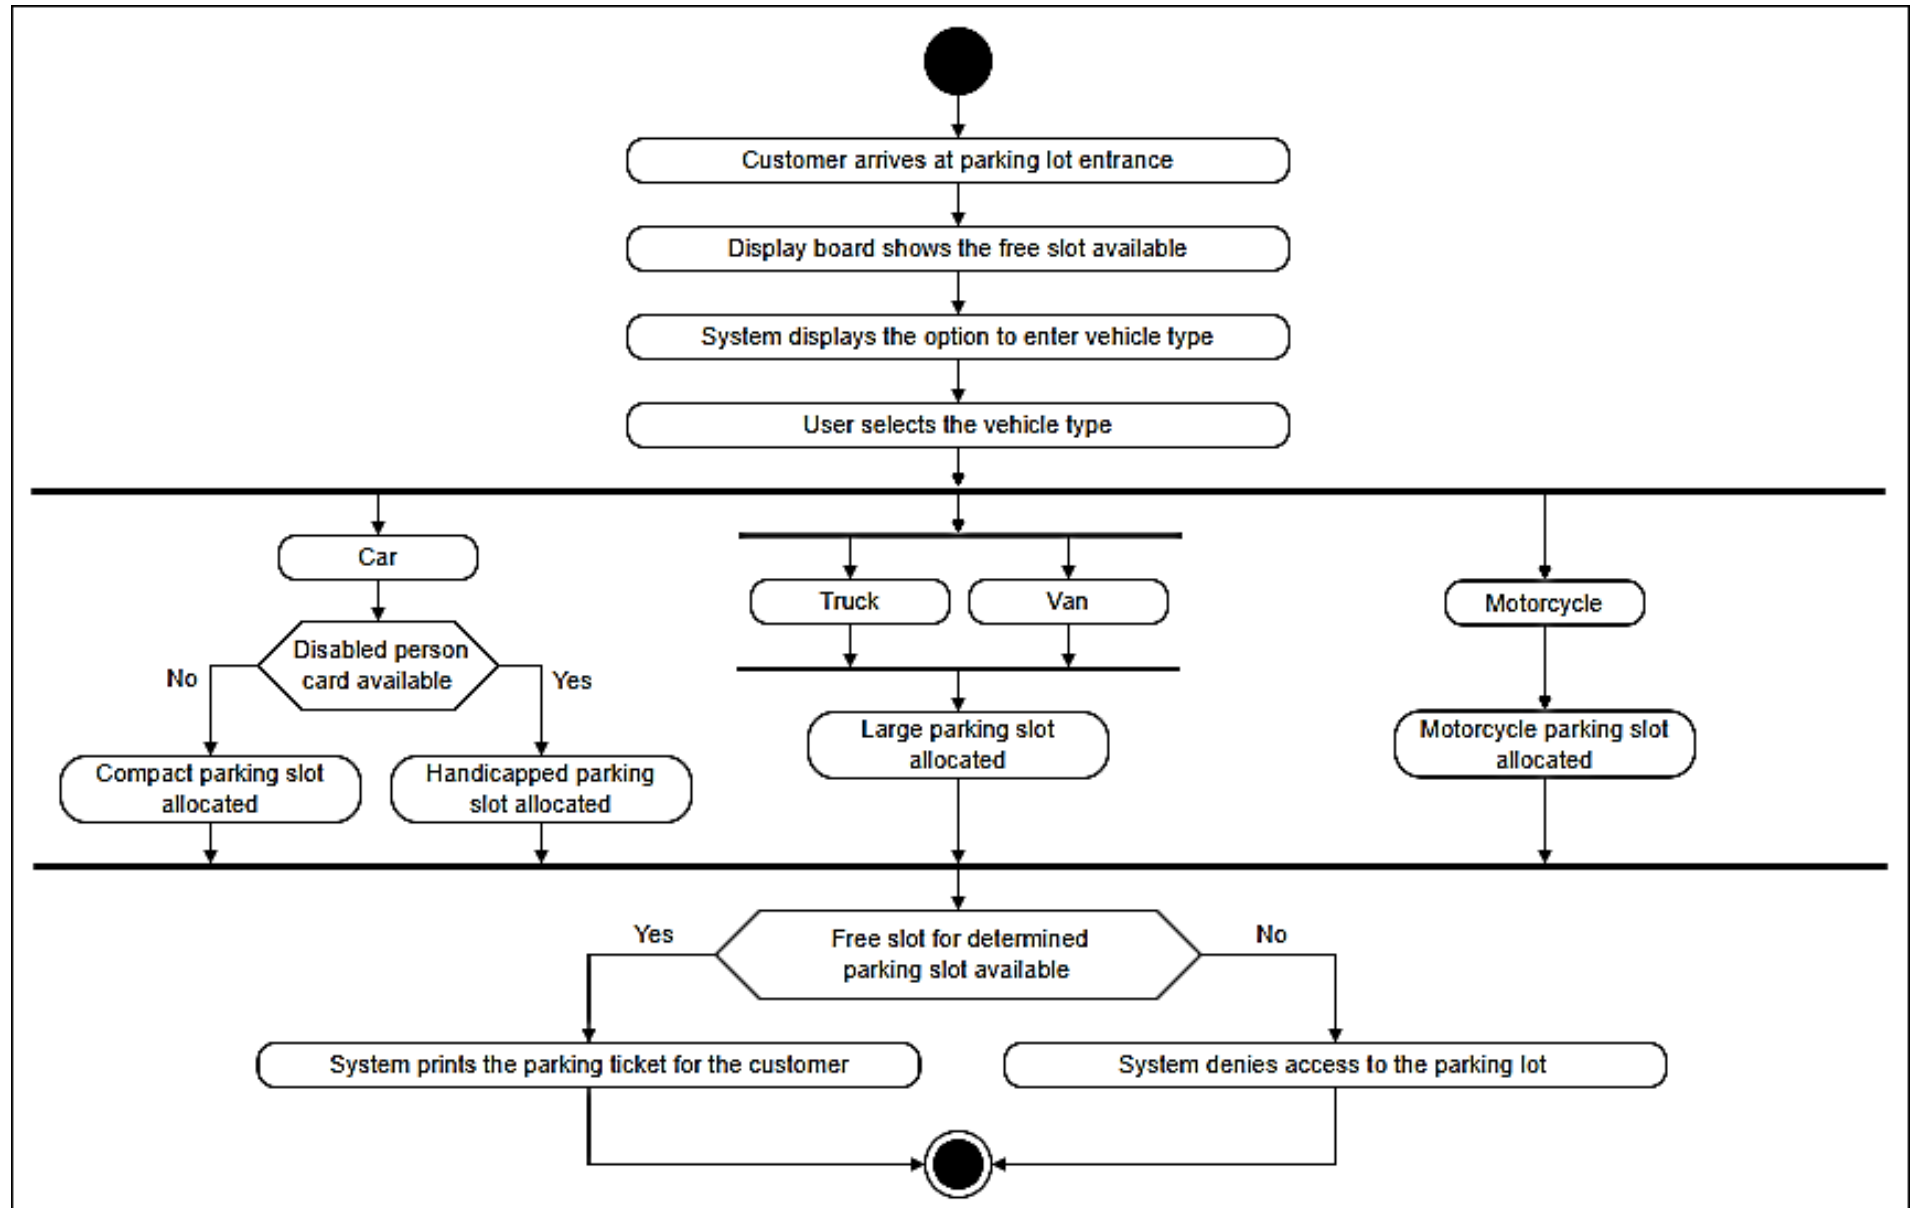 Customer arrives at parking lot entrance
Display board shows the free slot available
System displays the option to enter vehicle type
User selects the vehicle type
Car
Truck
Van
Motorcycle
No
Disabled person
card available
Yes
Compact parking slot
allocated
Handicapped parking
slot allocated
Large parking slot
allocated
Motorcycle parking slot
allocated
Yes
Free slot for determined
parking slot available
No
System prints the parking ticket for the customer
System denies access to the parking lot